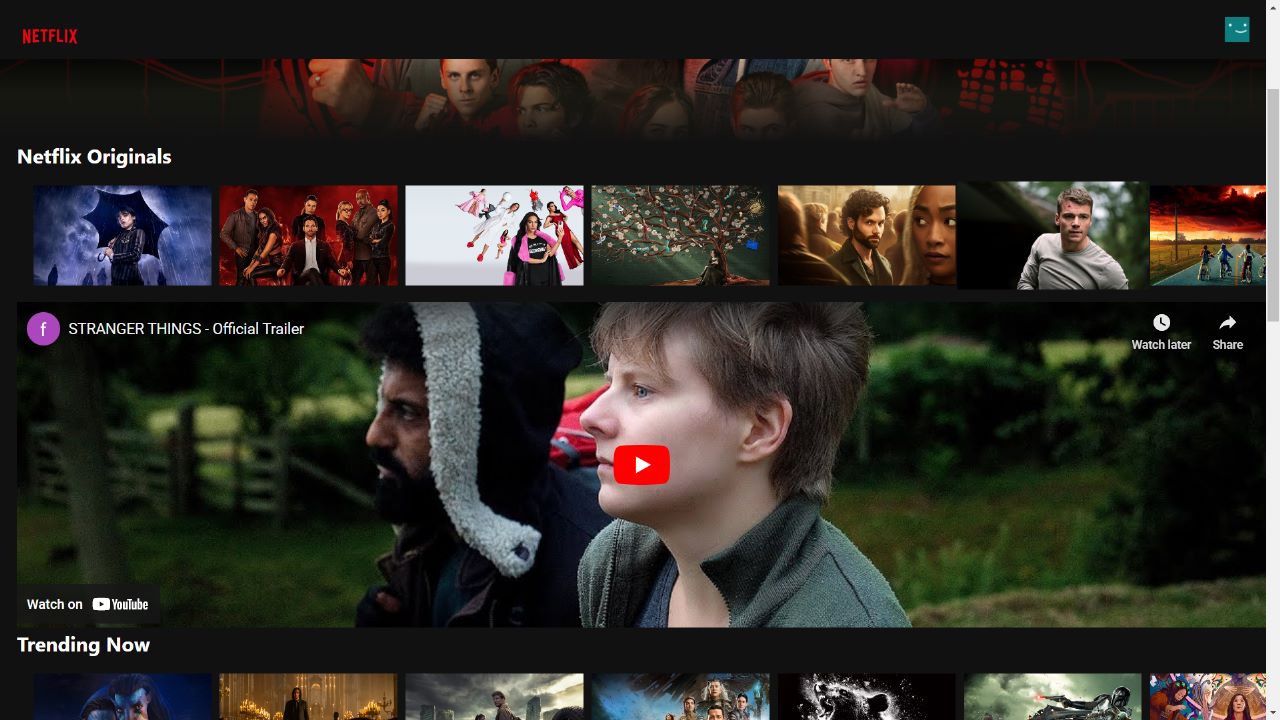 NETFLIX
Netflix Originals
f
STRANGER THINGS - Official Trailer
Watch later
Share
Watch on YouTube
Trending Now